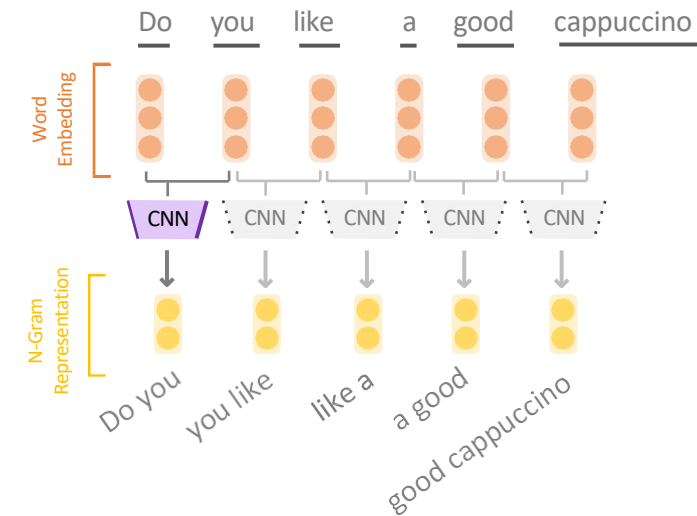 Do you like a good cappuccino
Word
Embedding
CNN CNN CNN CNN CNN
N-Gram
Representation
Do you
you like
like a
a good
good cappuccino